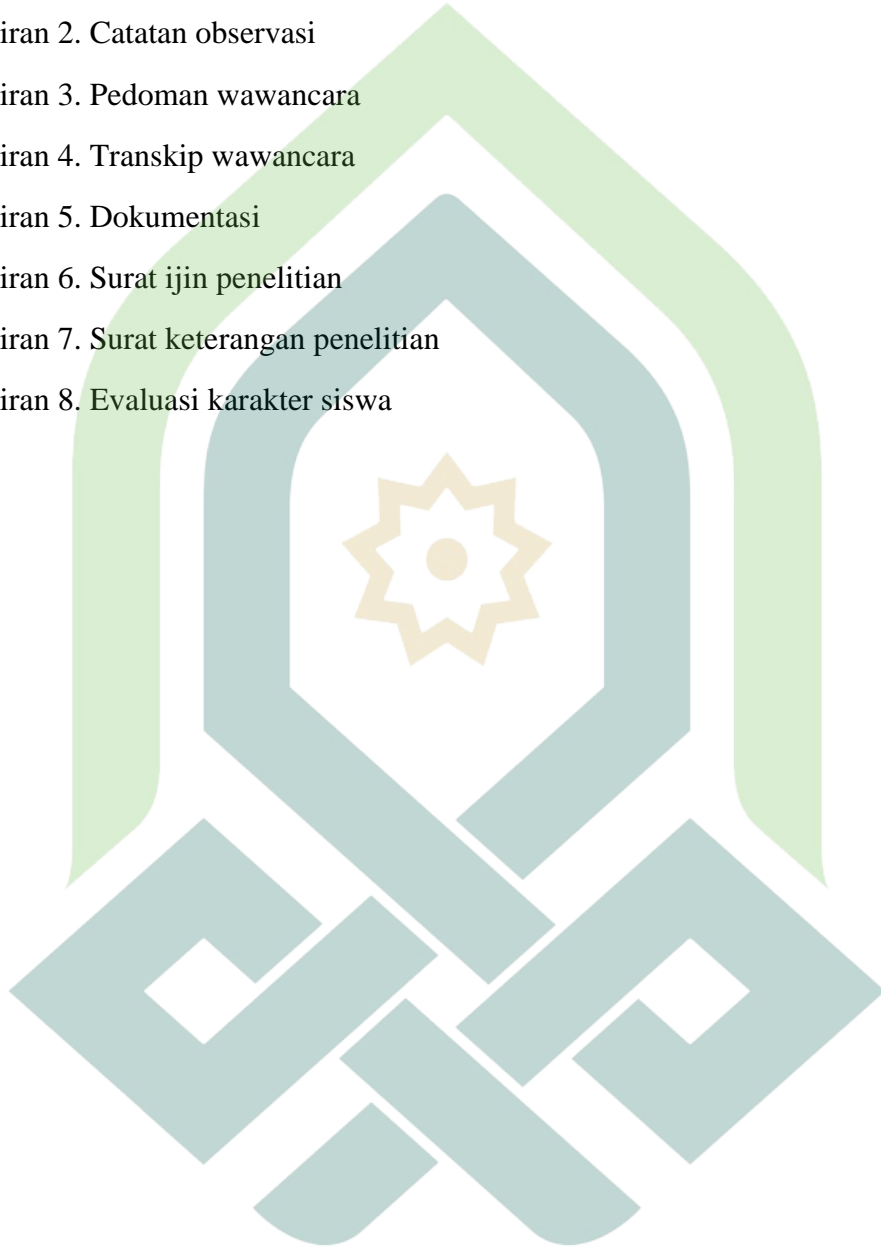 iran 2. Catatan observasi
iran 3. Pedoman wawancara
iran 4. Transkip wawancara
iran 5. Dokumentasi
iran 6. Surat ijin penelitian
iran 7. Surat keterangan penelitian
iran 8. Evaluasi karakter siswa